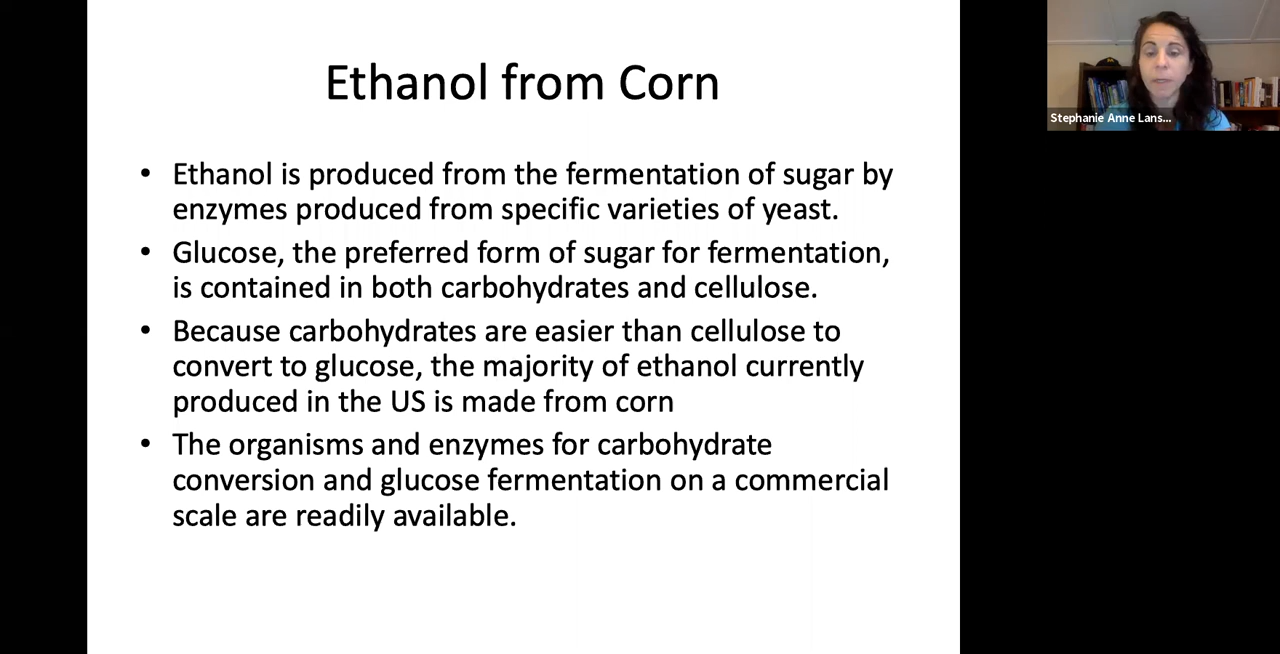 Ethanol from Corn
Stephanie Anne Lans...
• Ethanol is produced from the fermentation of sugar by
enzymes produced from specific varieties of yeast.
• Glucose, the preferred form of sugar for fermentation,
is contained in both carbohydrates and cellulose.
• Because carbohydrates are easier than cellulose to
convert to glucose, the majority of ethanol currently
produced in the US is made from corn
• The organisms and enzymes for carbohydrate
conversion and glucose fermentation on a commercial
scale are readily available.